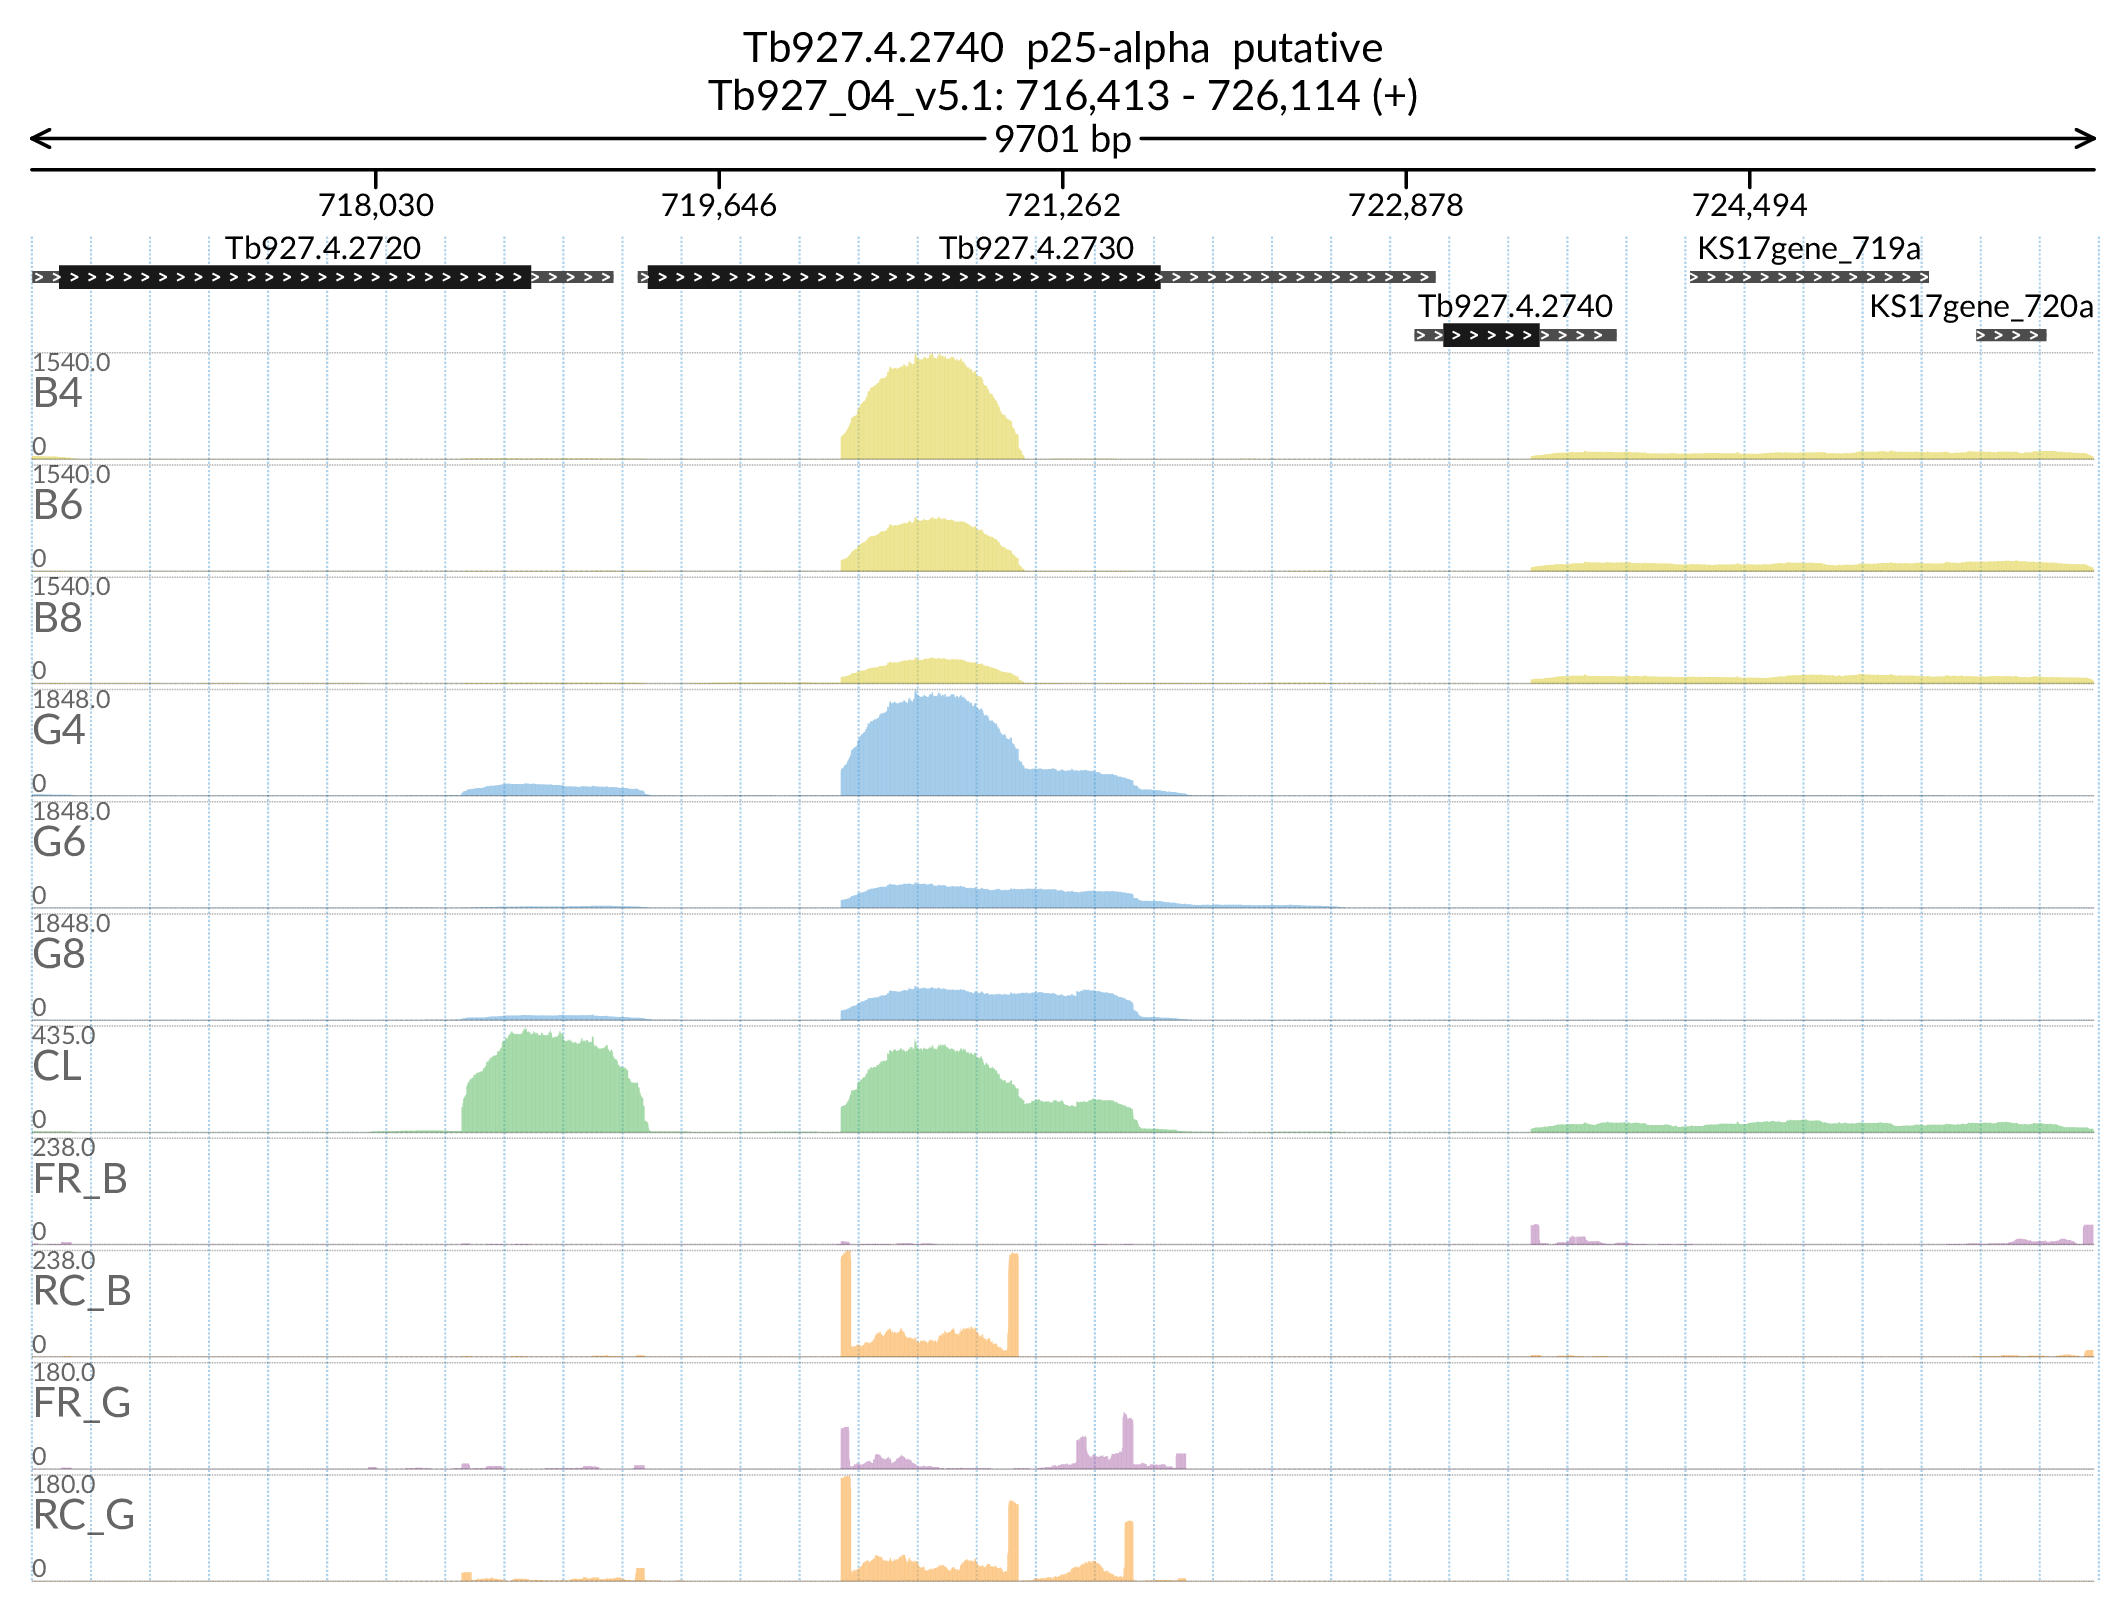 Tb927.4.2740  p25-alpha  putative
Tb927_04_v5.1: 716,413 - 726,114 (+)
9701 bp
718,030 719,646 721,262 722,878 724,494
Tb927.4.2720 Tb927.4.2730 KS17gene_719a
Tb927.4.2740 KS17gene_720a
1540.0
B4
0
1540.0
B6
0
1540.0
B8
0
1848.0
G4
0
1848.0
G6
0
1848.0
G8
0
435.0
CL
0
238.0
FR_B
0
238.0
RC_B
0
180.0
FR_G
0
180.0
RC_G
0